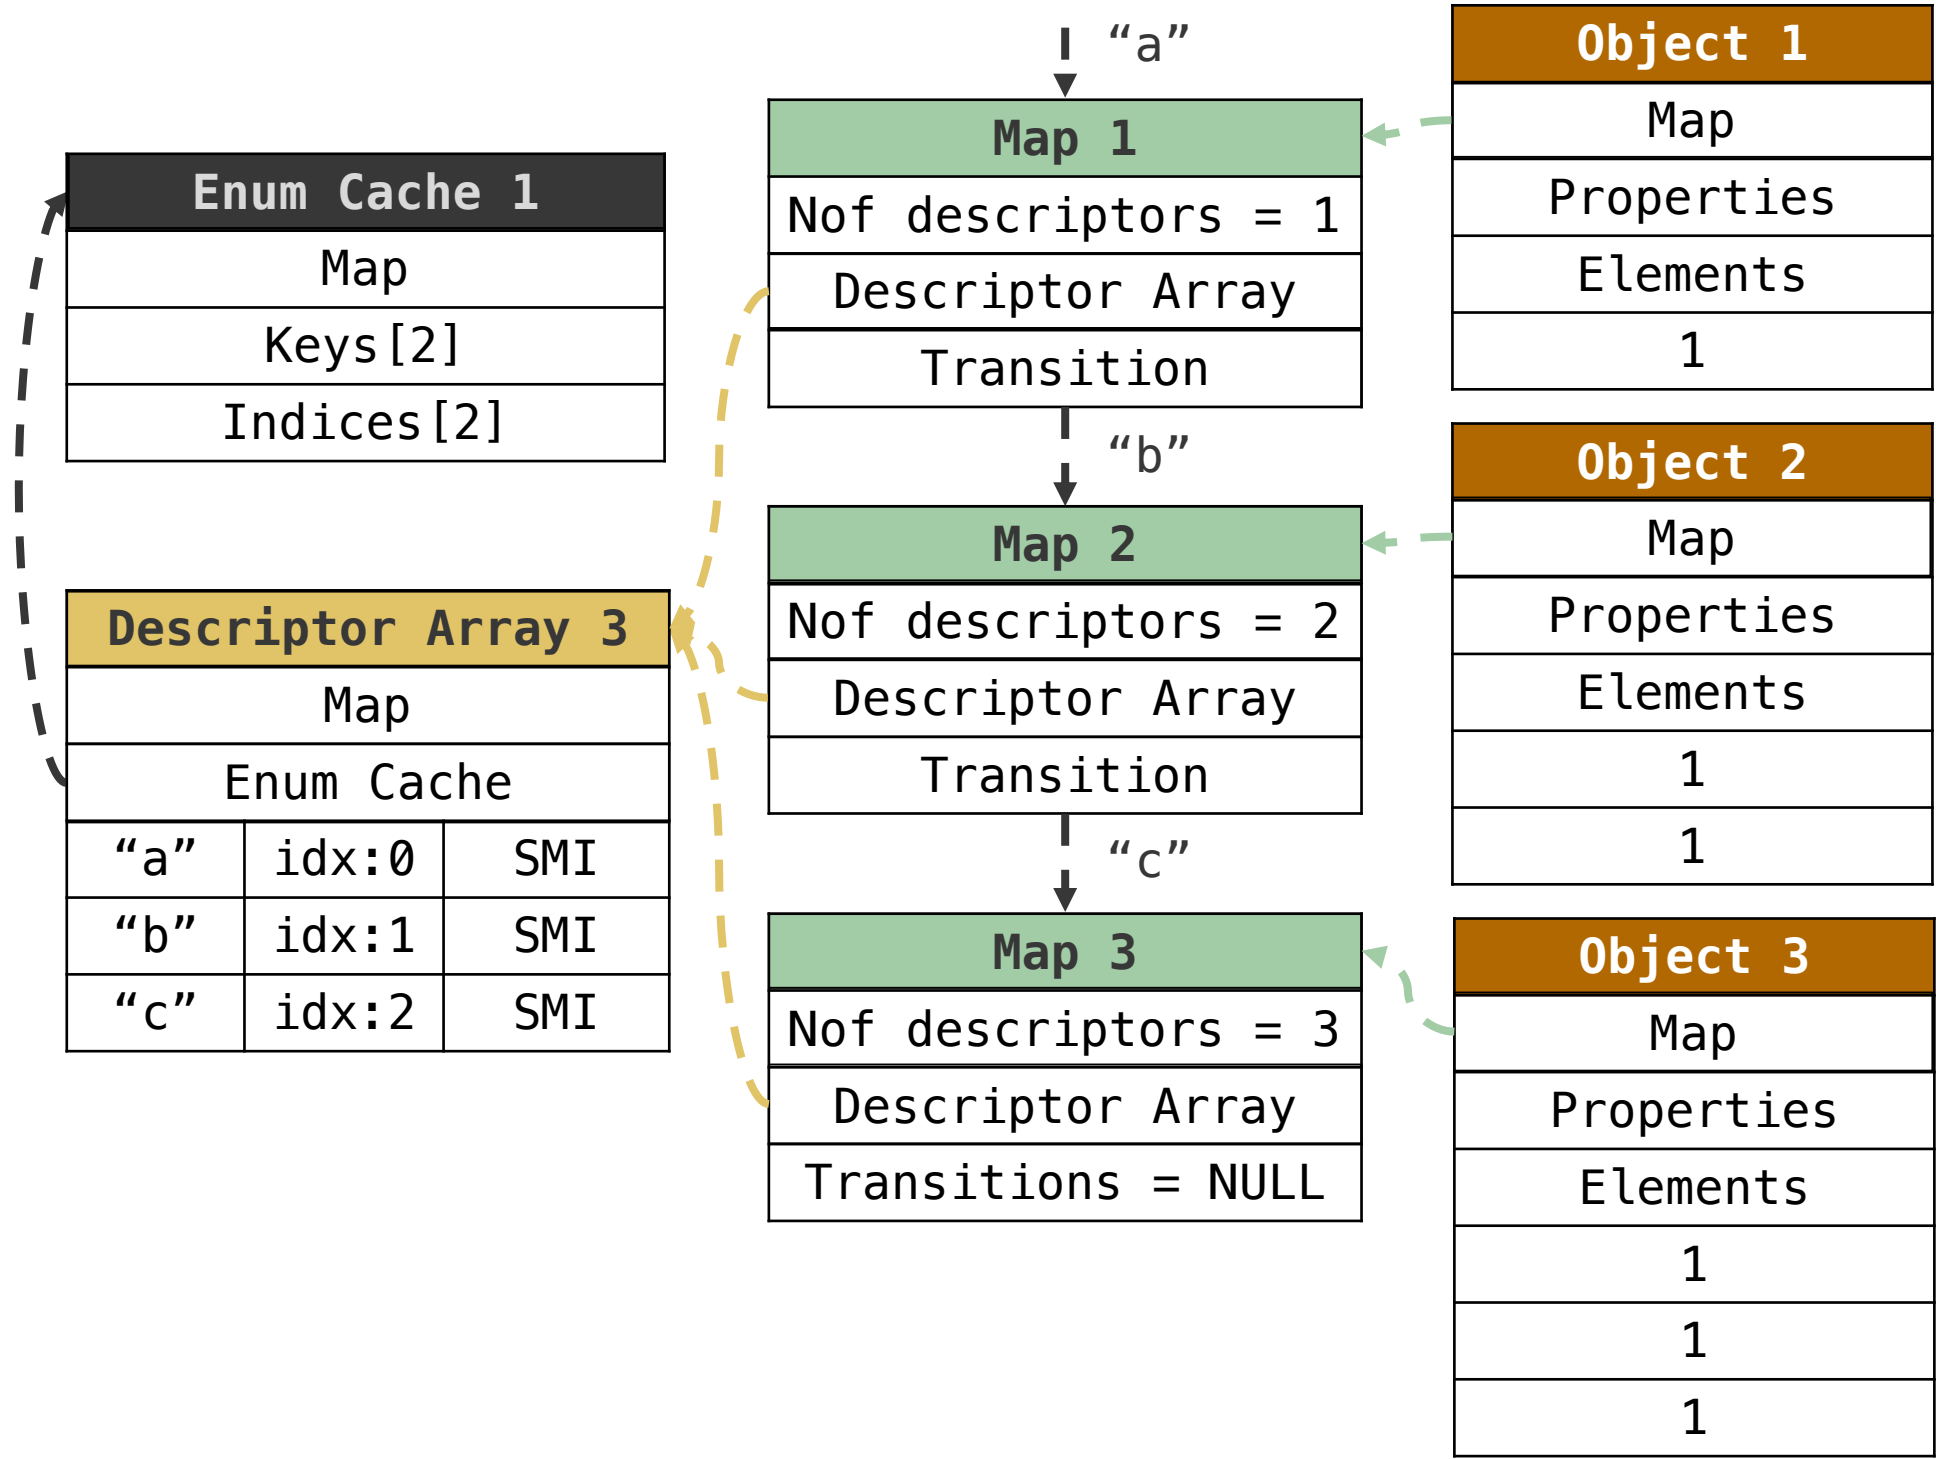 Enum Cache 1
Map
Keys[2]
Indices[2]
Descriptor Array 3
Map
Enum Cache
“a” idx:0 SMI
“b” idx:1 SMI
“c” idx:2 SMI
“a”
Map 1
Nof descriptors = 1
Descriptor Array
Transition
“b”
Map 2
Nof descriptors = 2
Descriptor Array
Transition
“c”
Map 3
Nof descriptors = 3
Descriptor Array
Transitions = NULL
Object 1
Map
Properties
Elements
1
Object 2
Map
Properties
Elements
1
1
Object 3
Map
Properties
Elements
1
1
1